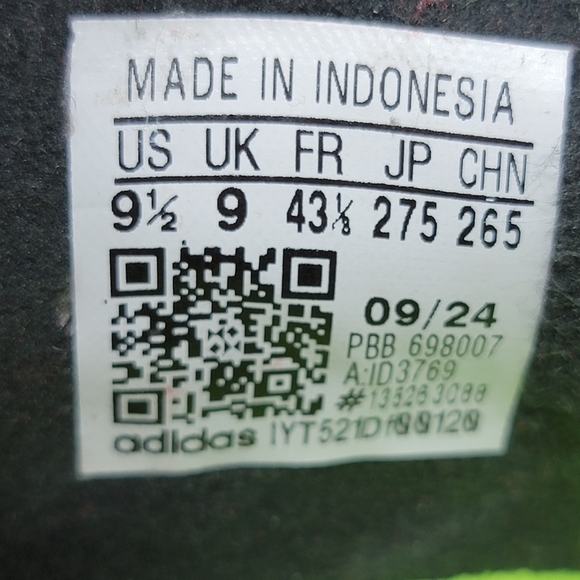 MADE IN INDONESIA
US UK FR JP CHN
9½ 9 43⅓ 275 265
09/24
PBB 698007
A:ID3769
#135263088
adidas